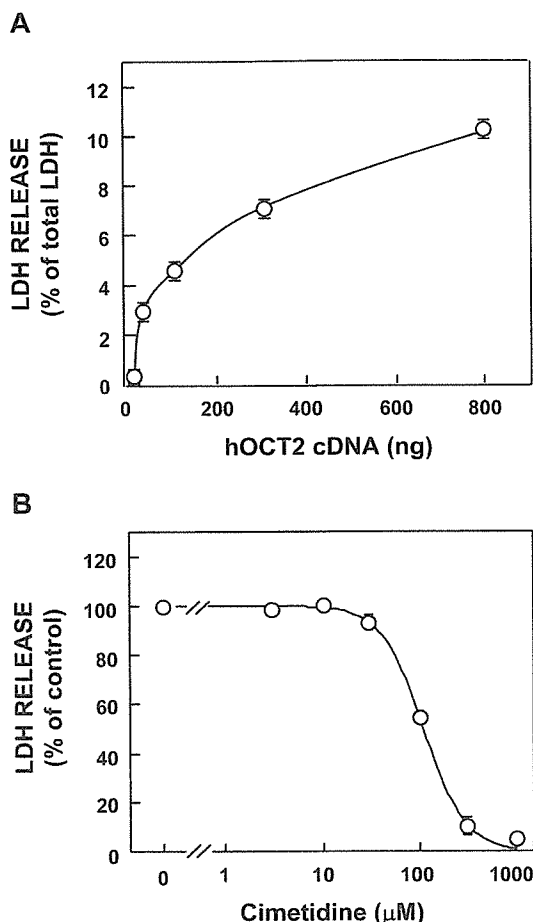 A
LDH RELEASE
(% of total LDH)
12
10
8
6
4
2
0
0 200 400 600 800
hOCT2 cDNA (ng)
B
LDH RELEASE
(% of control)
120
100
80
60
40
20
0
0 1 10 100 1000
Cimetidine (μM)